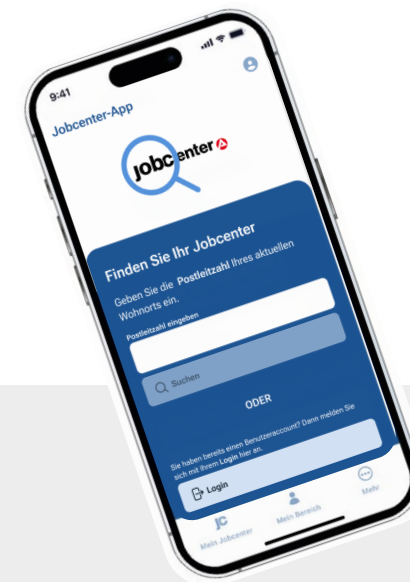 9:41
Jobcenter-App
jobcenter
Finden Sie Ihr Jobcenter
Geben Sie die Postleitzahl Ihres aktuellen
Wohnorts ein.
Postleitzahl eingeben
Suchen
ODER
Sie haben bereits einen Benutzeraccount? Dann melden Sie
sich mit Ihrem Login hier an.
Login
JC
Mein Jobcenter
Mein Bereich
Mehr